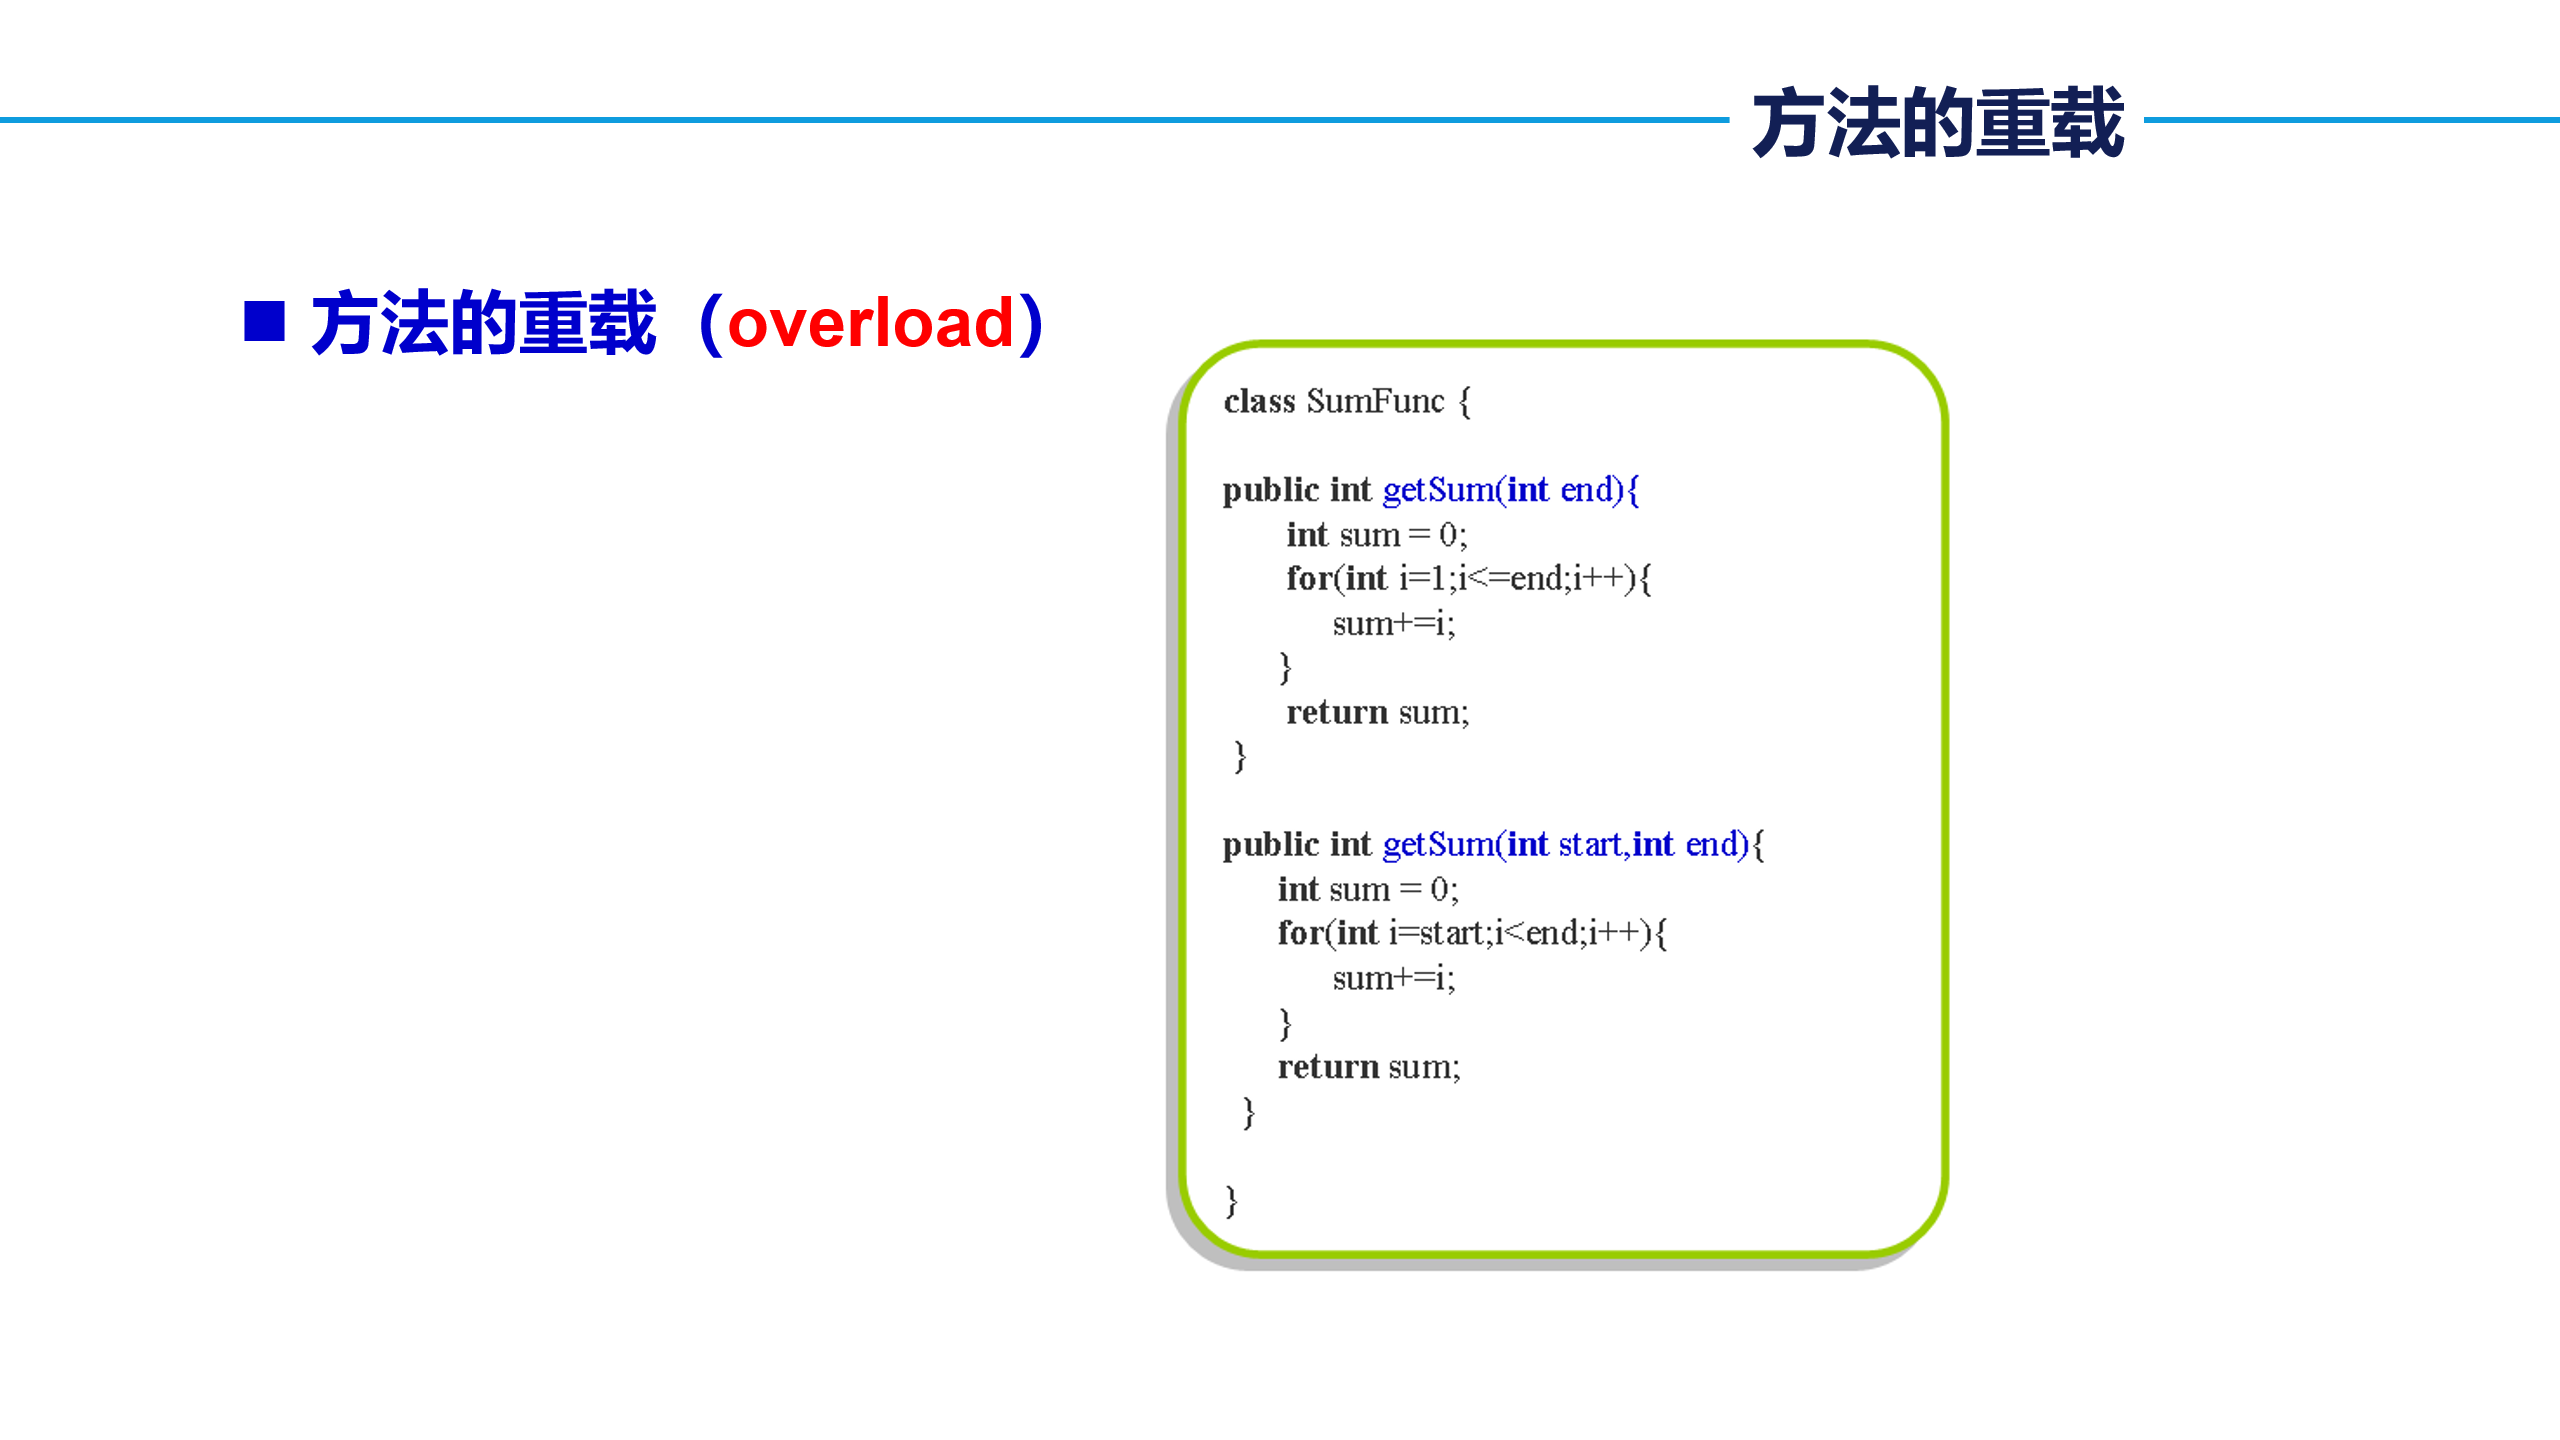 方法的重载
■ 方法的重载（overload）
class SumFunc {
public int getSum(int end){
int sum = 0;
for(int i=1;i<=end;i++){
sum+=i;
}
return sum;
}
public int getSum(int start,int end){
int sum = 0;
for(int i=start;i<end;i++){
sum+=i;
}
return sum;
}
}